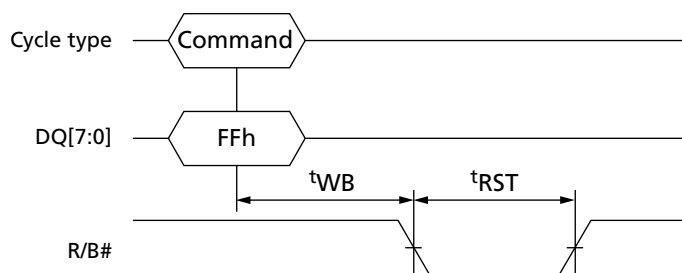 Cycle type Command
DQ[7:0] FFh
tWB tRST
R/B#